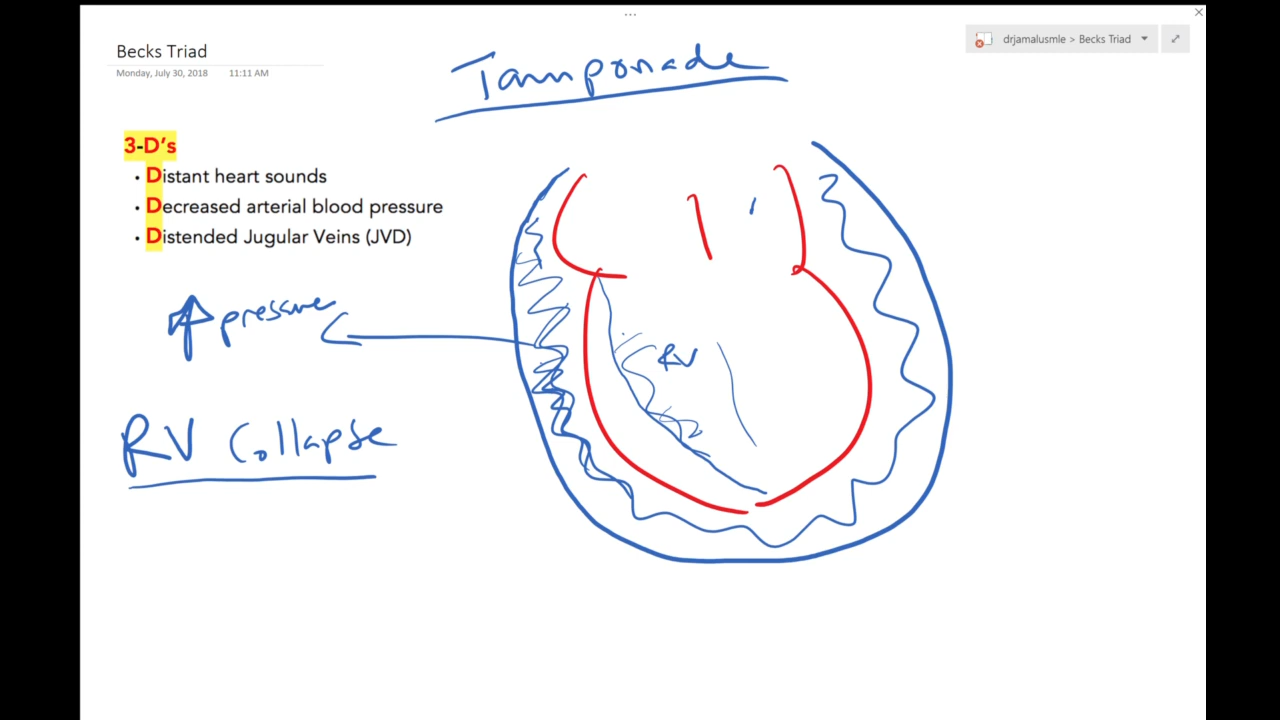 Becks Triad
Monday, July 30, 2018 11:11 AM
drjamalusmle > Becks Triad
Tamponade
3-D's
• Distant heart sounds
• Decreased arterial blood pressure
• Distended Jugular Veins (JVD)
↑ pressure
RV
RV Collapse